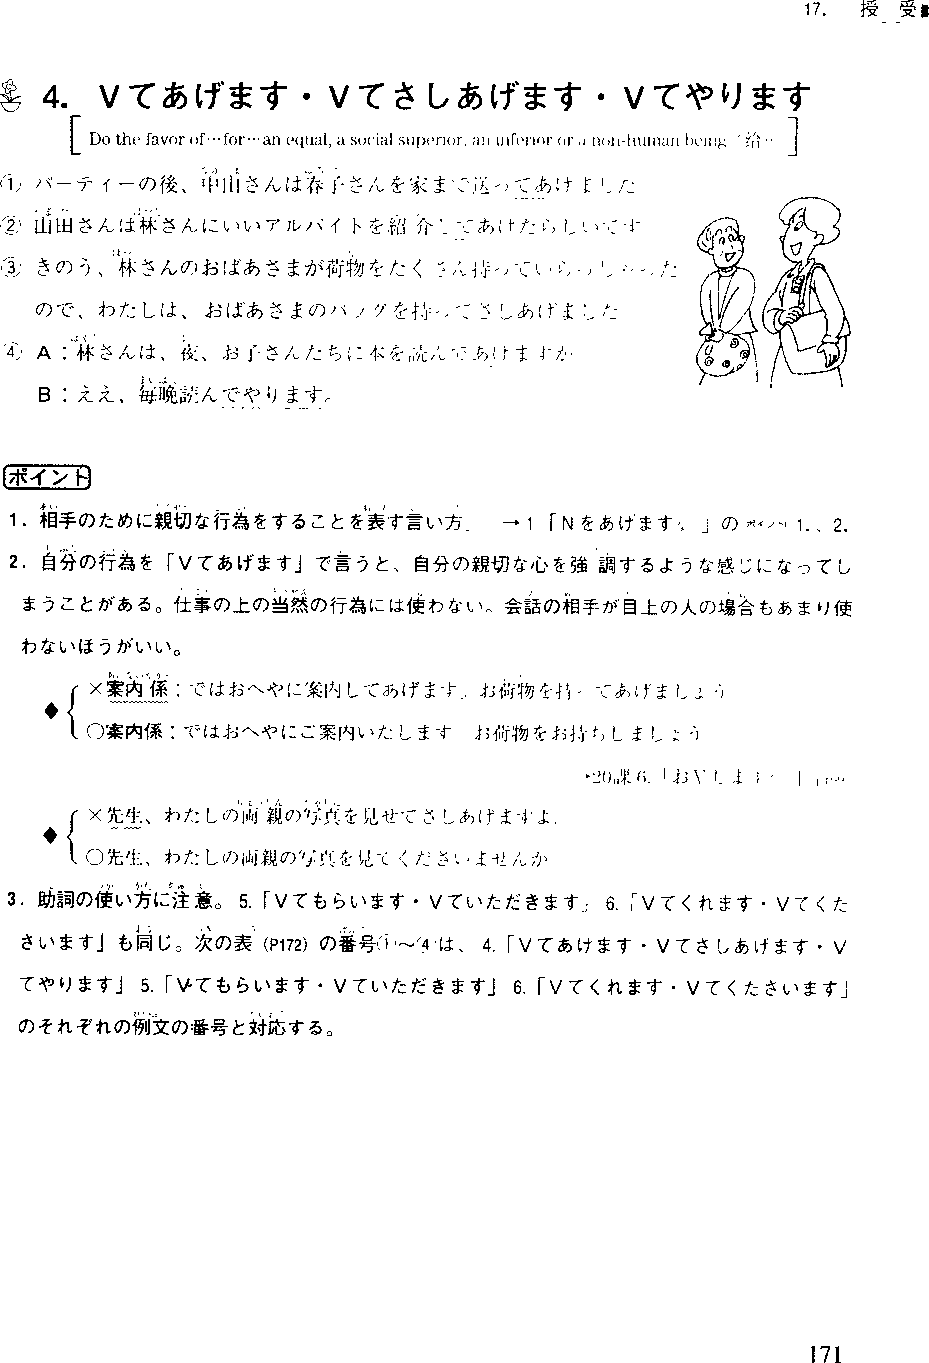 17. 授 受
4. Vてあげます・Vてさしあげます・Vてやります
[Do the favor of…for…an equal, a social superior, an inferior or a non-human being 給…]
① パーティーの後、中山さんは春子さんを家まで送ってあげました
② 山田さんは林さんにいいアルバイトを紹介してあげたらしいです
③ きのう、林さんのおばあさまが荷物をたくさん持っていらっしゃった
ので、わたしは、おばあさまのバッグを持ってさしあげました
④ A：林さんは、夜、お子さんたちに本を読んであげますか
B：ええ、毎晩読んでやります。
ポイント
1．相手のために親切な行為をすることを表す言い方。 →1「Nをあげます。」のポイント1.、2.
2．自分の行為を「Vてあげます」で言うと、自分の親切な心を強調するような感じになってし
まうことがある。仕事の上の当然の行為には使わない。会話の相手が目上の人の場合もあまり使
わないほうがいい。
◆ ×案内係：ではおへやに案内してあげます。お荷物を持ってあげましょう
○案内係：ではおへやにご案内いたします お荷物をお持ちしましょう
→20課6.「おVします」
◆ ×先生、わたしの両親の写真を見せてさしあげますよ。
○先生、わたしの両親の写真を見てくださいませんか
3．助詞の使い方に注意。5.「Vてもらいます・Vていただきます」6.「Vてくれます・Vてくだ
さいます」も同じ。次の表（P172）の番号①～④は、4.「Vてあげます・Vてさしあげます・V
てやります」5.「Vてもらいます・Vていただきます」6.「Vてくれます・Vてくださいます」
のそれぞれの例文の番号と対応する。
171